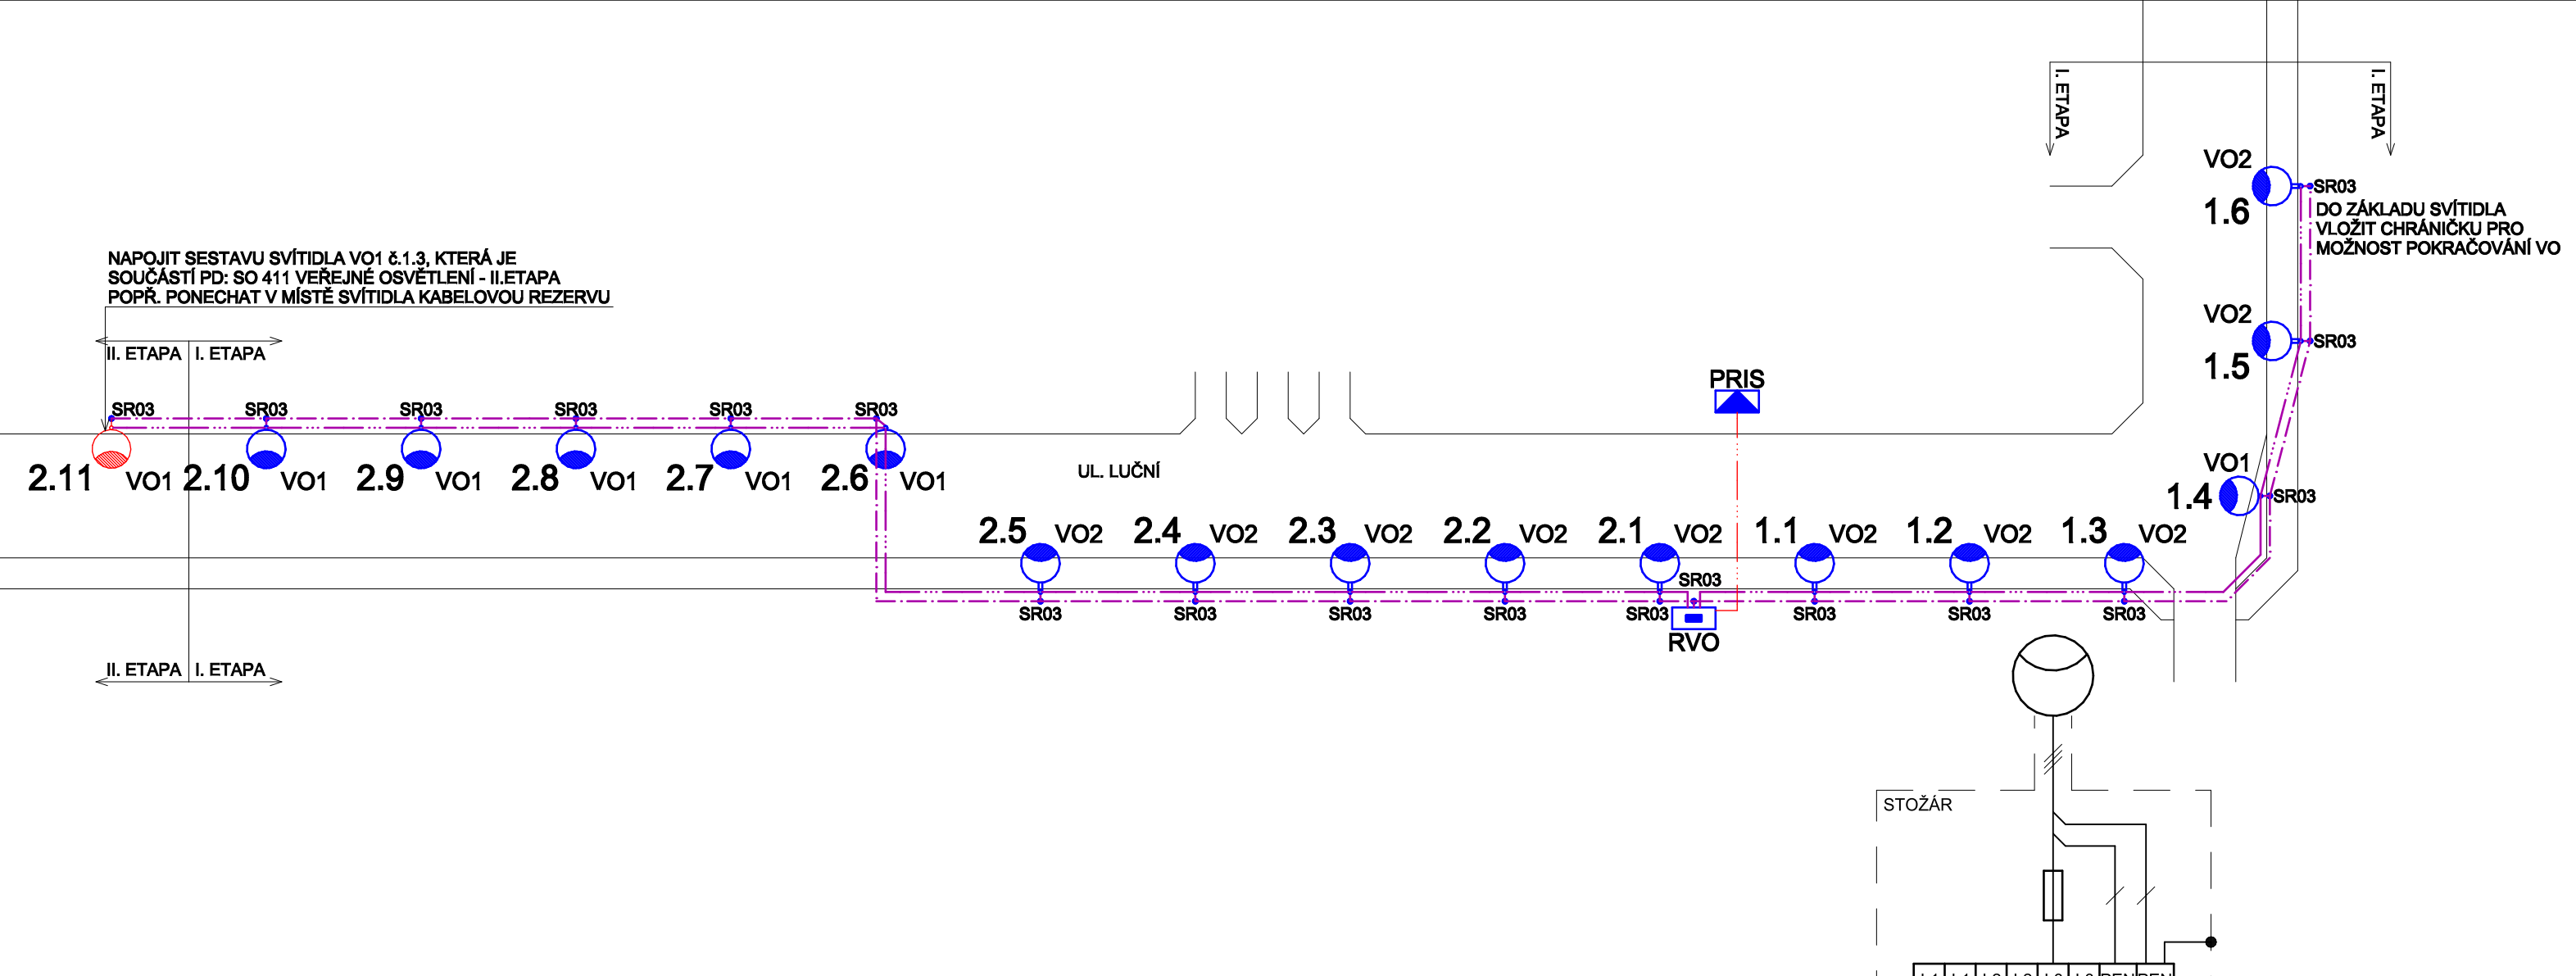 I. ETAPA
I. ETAPA
VO2
SR03
1.6
DO ZÁKLADU SVÍTIDLA
VLOŽIT CHRÁNIČKU PRO
MOŽNOST POKRAČOVÁNÍ VO
NAPOJIT SESTAVU SVÍTIDLA VO1 č.1.3, KTERÁ JE
SOUČÁSTÍ PD: SO 411 VEŘEJNÉ OSVĚTLENÍ - II.ETAPA
POPŘ. PONECHAT V MÍSTĚ SVÍTIDLA KABELOVOU REZERVU
VO2
SR03
1.5
II. ETAPA I. ETAPA
PRIS
SR03 SR03 SR03 SR03 SR03 SR03
2.11 VO1 2.10 VO1 2.9 VO1 2.8 VO1 2.7 VO1 2.6 VO1
UL. LUČNÍ
VO1
1.4 SR03
2.5 VO2 2.4 VO2 2.3 VO2 2.2 VO2 2.1 VO2 1.1 VO2 1.2 VO2 1.3 VO2
SR03
SR03 SR03 SR03 SR03 SR03 SR03 SR03 SR03
RVO
II. ETAPA I. ETAPA
STOŽÁR